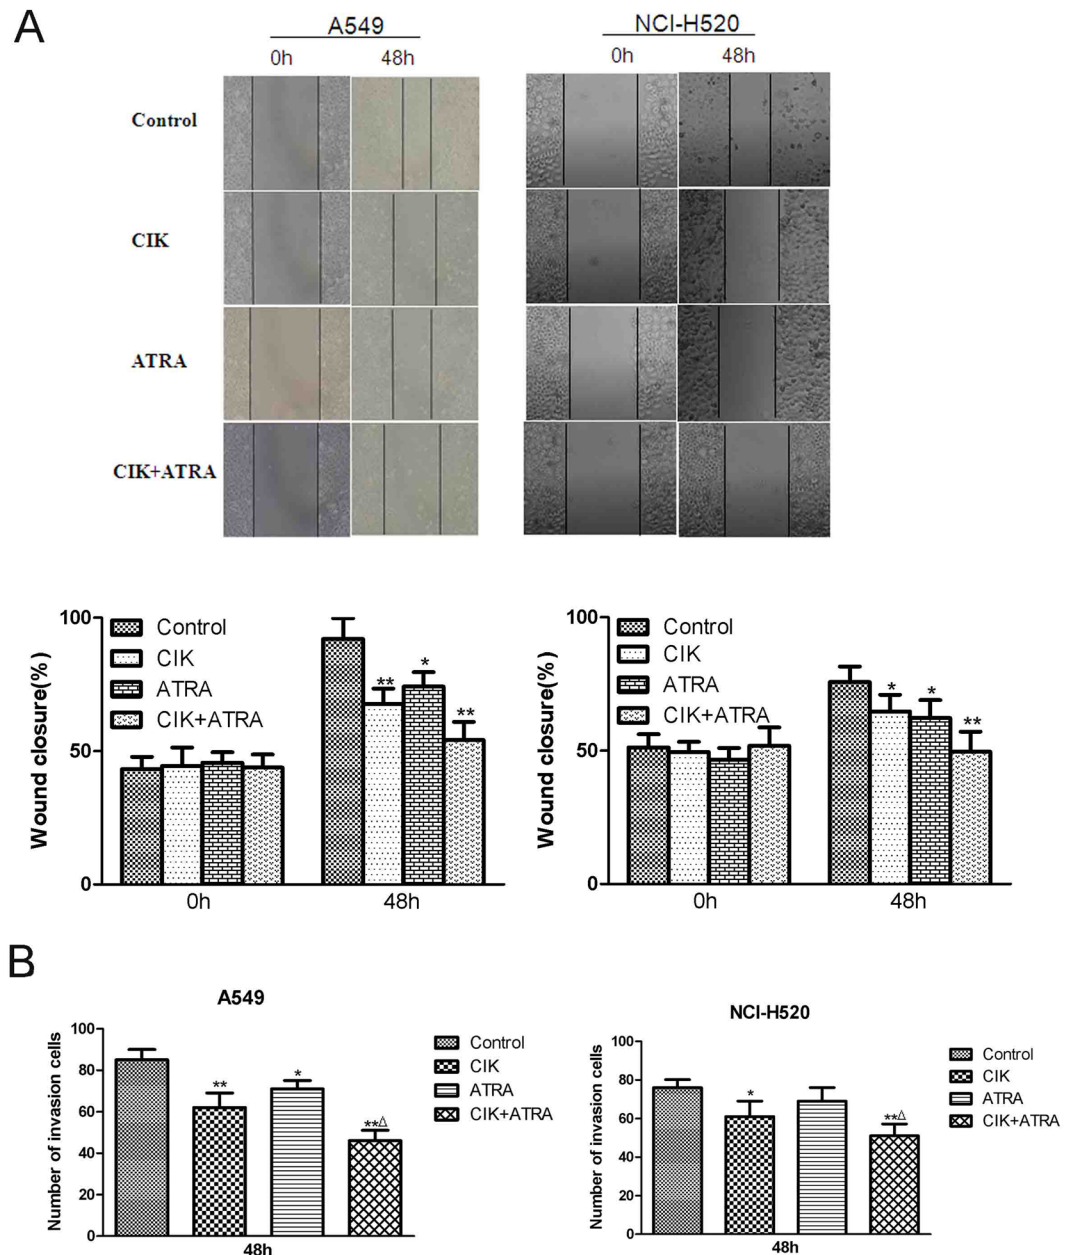 A
A549
NCI-H520
0h
48h
0h
48h
Control
CIK
ATRA
CIK+ATRA
Wound closure(%)
100
50
0
Control
CIK
ATRA
CIK+ATRA
**
*
**
0h
48h
Wound closure(%)
100
50
0
Control
CIK
ATRA
CIK+ATRA
*
*
**
0h
48h
B
A549
Number of invasion cells
100
80
60
40
20
0
**
*
**Δ
48h
Control
CIK
ATRA
CIK+ATRA
NCI-H520
Number of invasion cells
100
80
60
40
20
0
*
**Δ
48h
Control
CIK
ATRA
CIK+ATRA